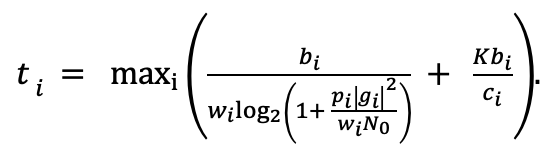 t_i = max_i ( b_i / ( w_i log_2 ( 1 + p_i |g_i|^2 / ( w_i N_0 ) ) ) + K b_i / c_i ).